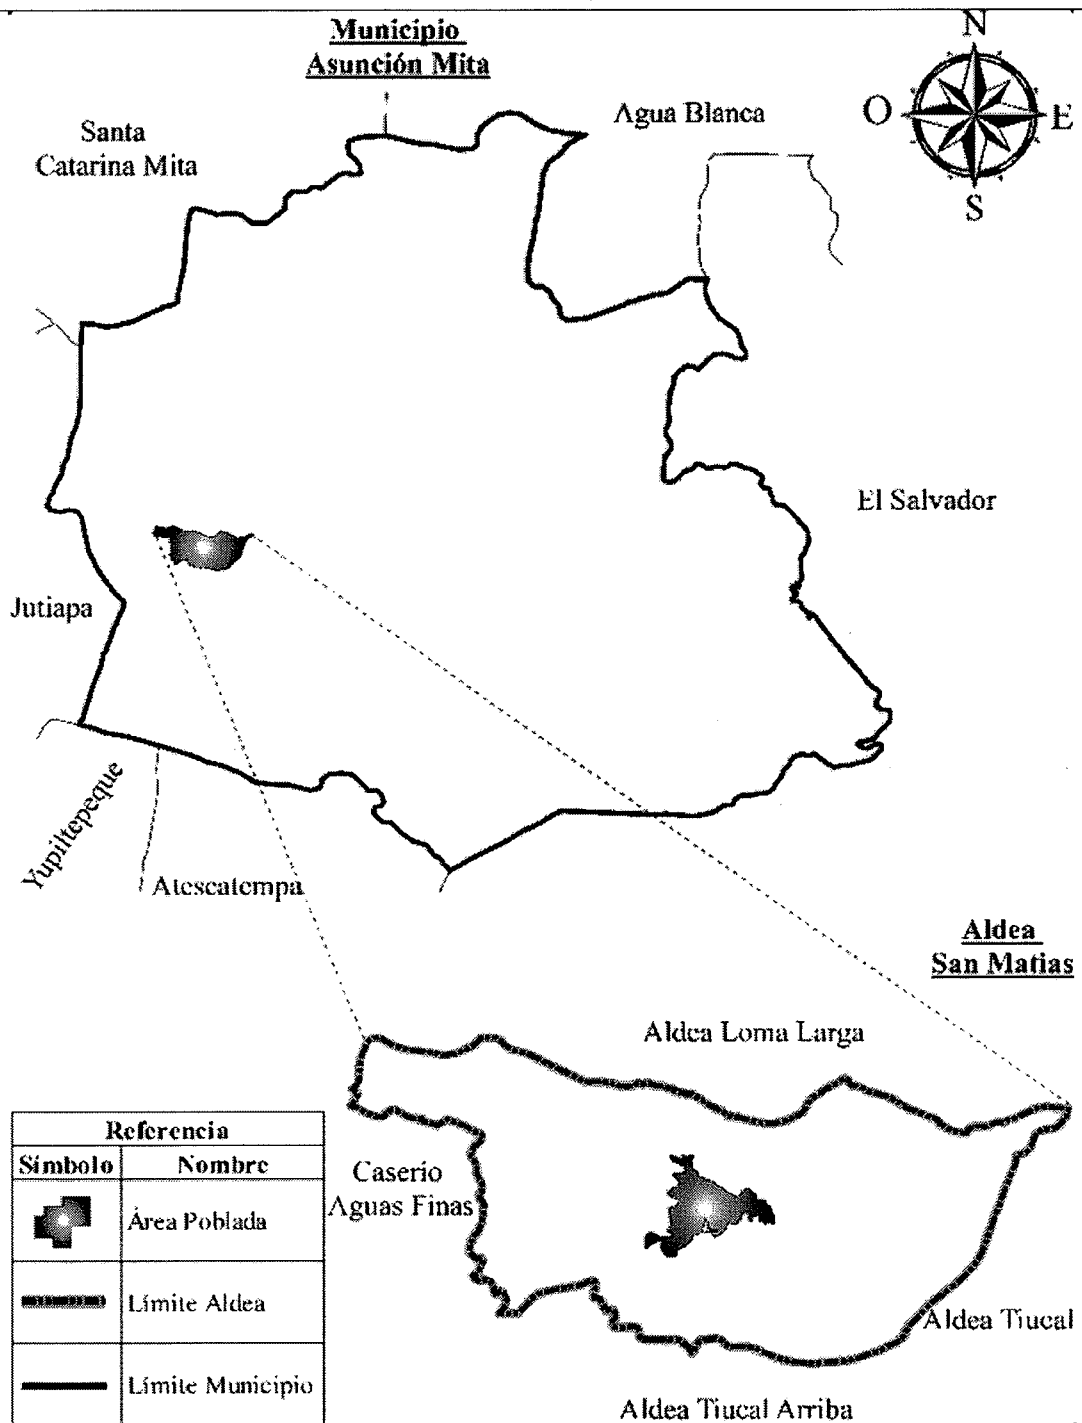 Municipio
Asunción Mita
N
O
E
S
Santa
Catarina Mita
Agua Blanca
El Salvador
Jutiapa
Yupiltepeque
Atescatempa
Aldea
San Matias
Aldea Loma Larga
Caserio
Aguas Finas
Aldea Tiucal
Aldea Tiucal Arriba
Referencia
Símbolo Nombre
Área Poblada
Límite Aldea
Límite Municipio